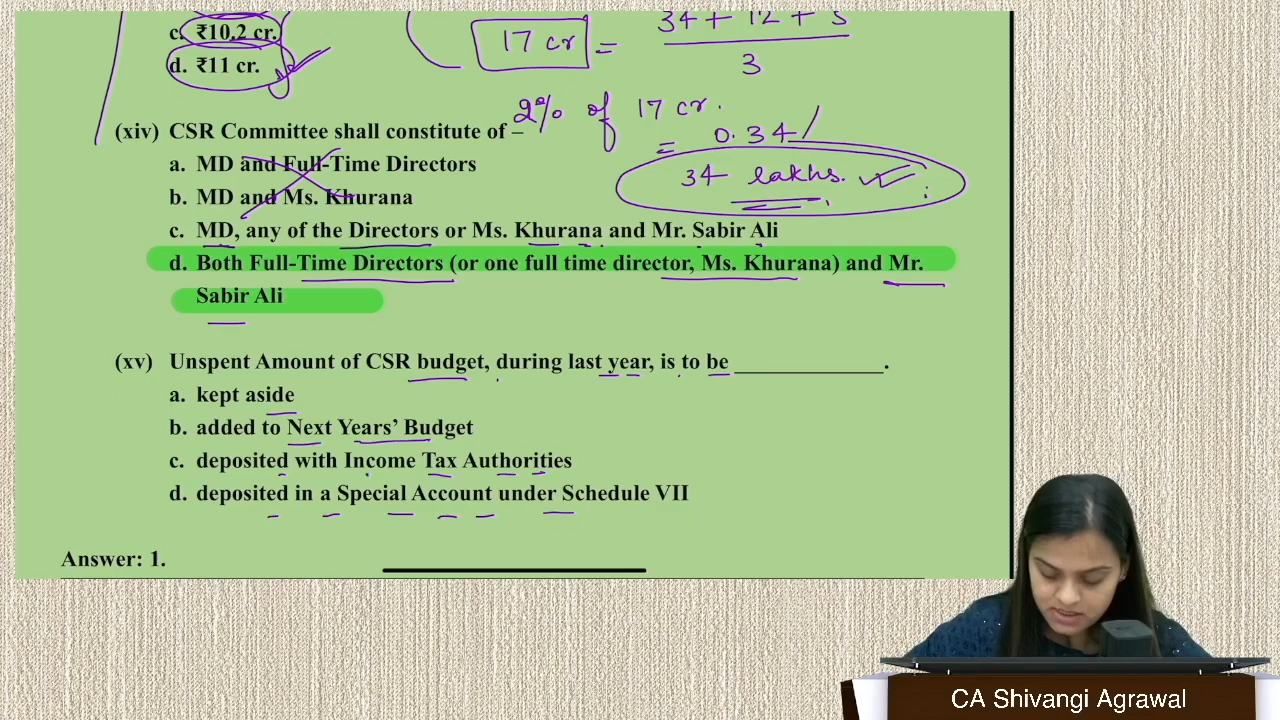 34 + 12 + 5
c. ₹10.2 cr.
17 cr =
d. ₹11 cr.
3
2% of 17 cr.
(xiv) CSR Committee shall constitute of –
= 0.34
a. MD and Full-Time Directors
34 lakhs.
b. MD and Ms. Khurana
c. MD, any of the Directors or Ms. Khurana and Mr. Sabir Ali
d. Both Full-Time Directors (or one full time director, Ms. Khurana) and Mr.
Sabir Ali
(xv) Unspent Amount of CSR budget, during last year, is to be ______________.
a. kept aside
b. added to Next Years’ Budget
c. deposited with Income Tax Authorities
d. deposited in a Special Account under Schedule VII
Answer: 1.
CA Shivangi Agrawal